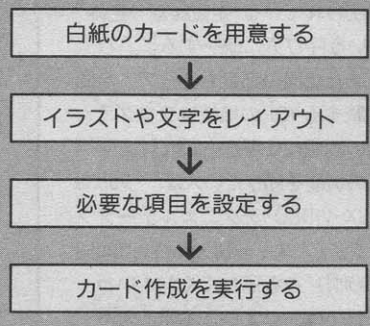 白紙のカードを用意する
イラストや文字をレイアウト
必要な項目を設定する
カード作成を実行する